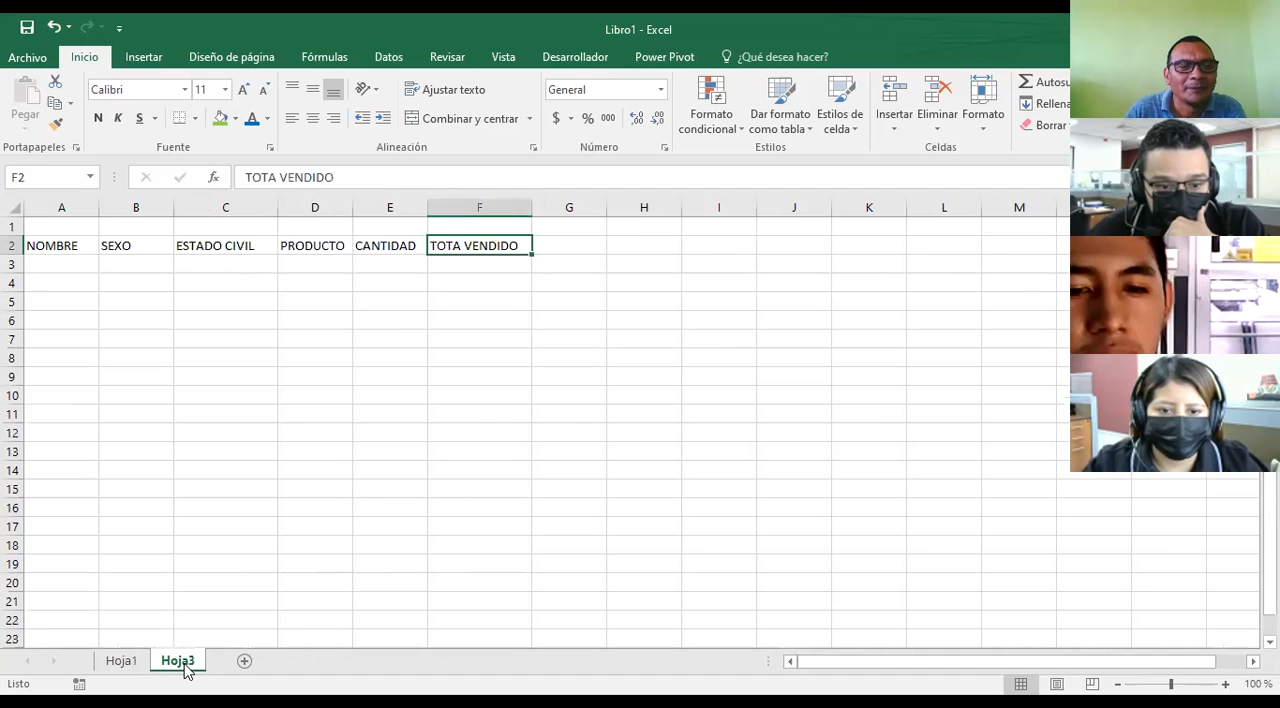 Libro1 - Excel
Archivo Inicio Insertar Diseño de página Fórmulas Datos Revisar Vista Desarrollador Power Pivot ¿Qué desea hacer?
Pegar
Calibri 11
N K S
Ajustar texto
Combinar y centrar
General
$ % 000
Formato condicional
Dar formato como tabla
Estilos de celda
Insertar Eliminar Formato
Autosu
Rellena
Borrar
Portapapeles Fuente Alineación Número Estilos Celdas
F2 fx TOTA VENDIDO
A B C D E F G H I J K L M
1
2 NOMBRE SEXO ESTADO CIVIL PRODUCTO CANTIDAD TOTA VENDIDO
3
4
5
6
7
8
9
10
11
12
13
14
15
16
17
18
19
20
21
22
23
Hoja1 Hoja3
Listo 100 %